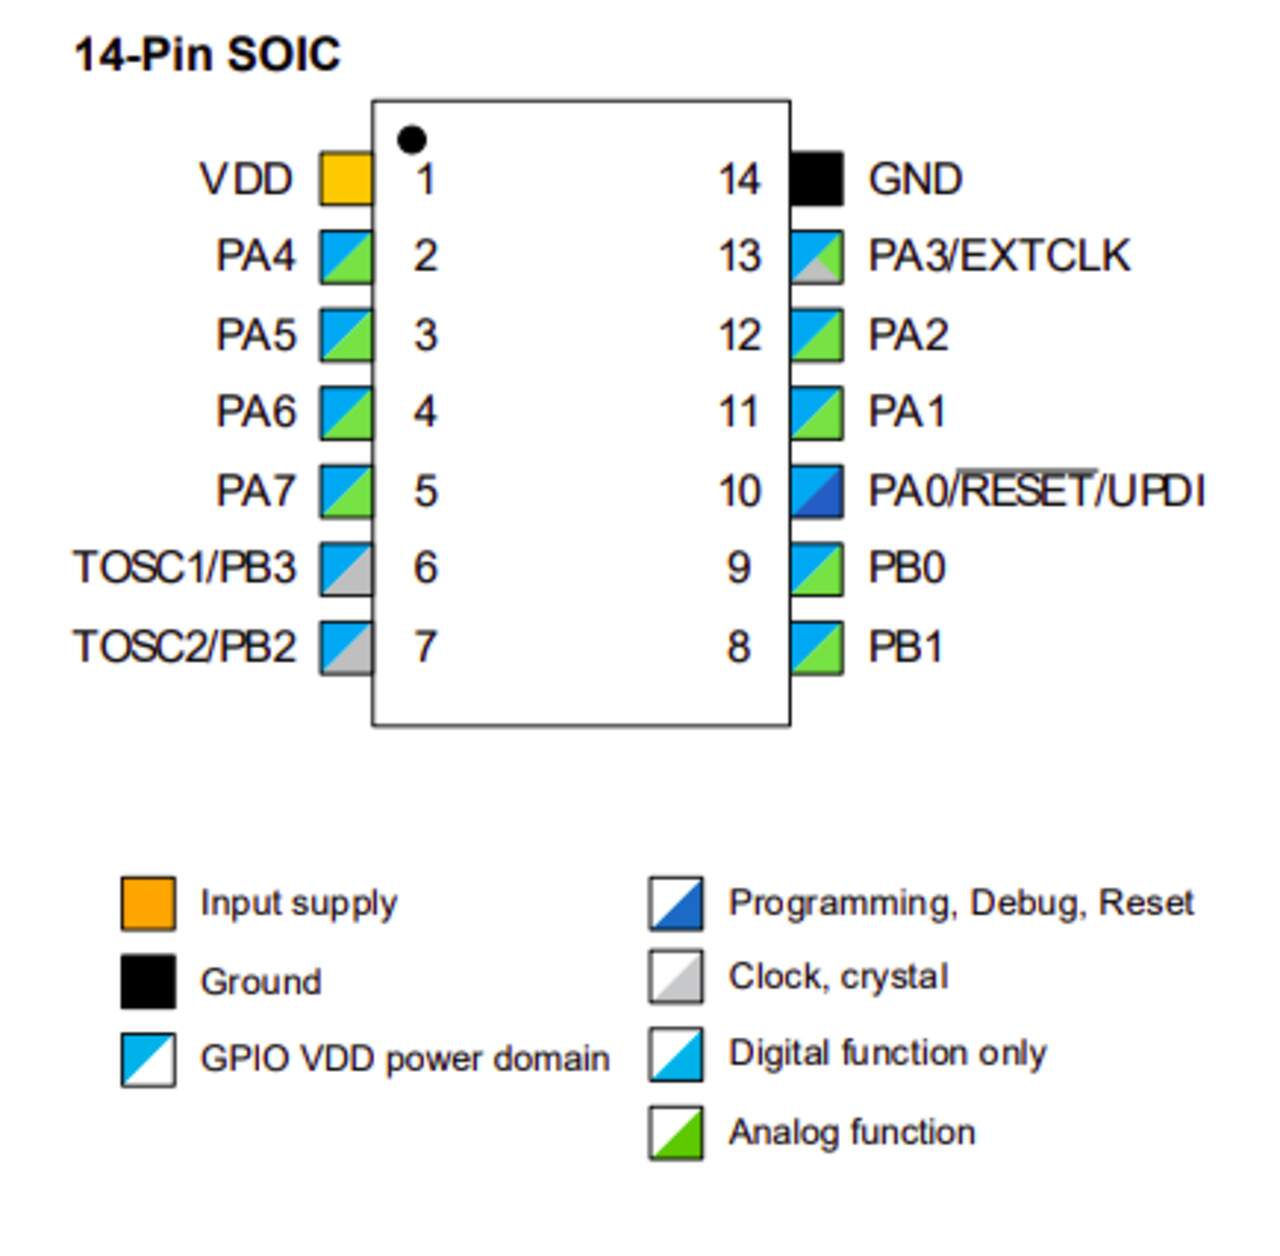 14-Pin SOIC
VDD 1 14 GND
PA4 2 13 PA3/EXTCLK
PA5 3 12 PA2
PA6 4 11 PA1
PA7 5 10 PA0/RESET/UPDI
TOSC1/PB3 6 9 PB0
TOSC2/PB2 7 8 PB1
Input supply
Ground
GPIO VDD power domain
Programming, Debug, Reset
Clock, crystal
Digital function only
Analog function